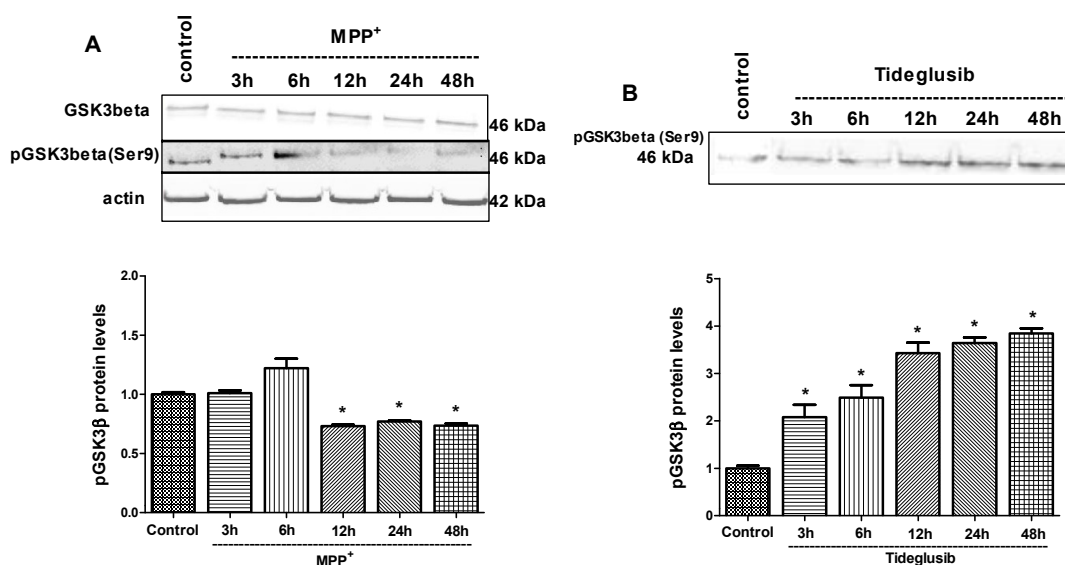 A
control
MPP+
3h 6h 12h 24h 48h
GSK3beta
46 kDa
pGSK3beta(Ser9)
46 kDa
actin
42 kDa
pGSK3β protein levels
2.0
1.5
1.0
0.5
0.0
* * *
Control 3h 6h 12h 24h 48h
MPP+
B
control
Tideglusib
3h 6h 12h 24h 48h
pGSK3beta(Ser9)
46 kDa
pGSK3β protein levels
5
4
3
2
1
0
* * * * *
Control 3h 6h 12h 24h 48h
Tideglusib